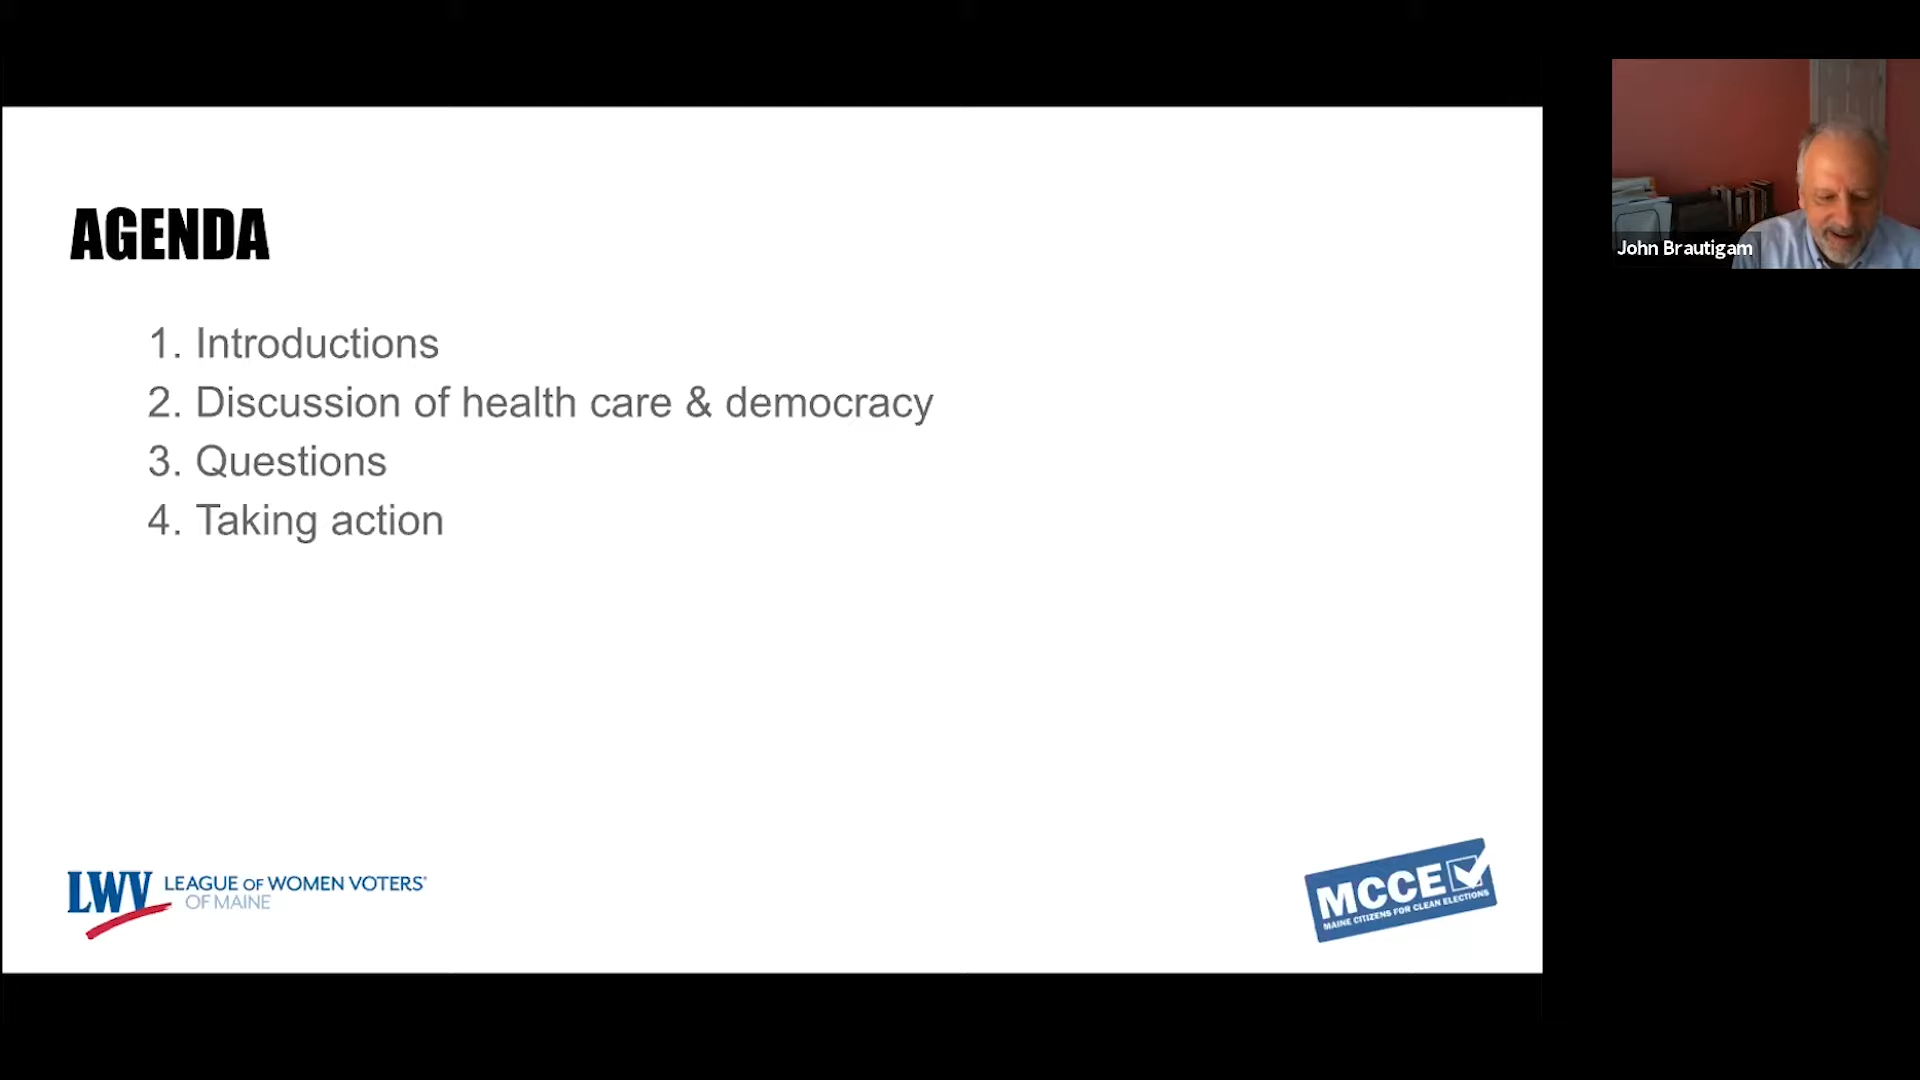 AGENDA
1. Introductions
2. Discussion of health care & democracy
3. Questions
4. Taking action
LWV LEAGUE OF WOMEN VOTERS®
OF MAINE
MCCE
MAINE CITIZENS FOR CLEAN ELECTIONS
John Brautigam